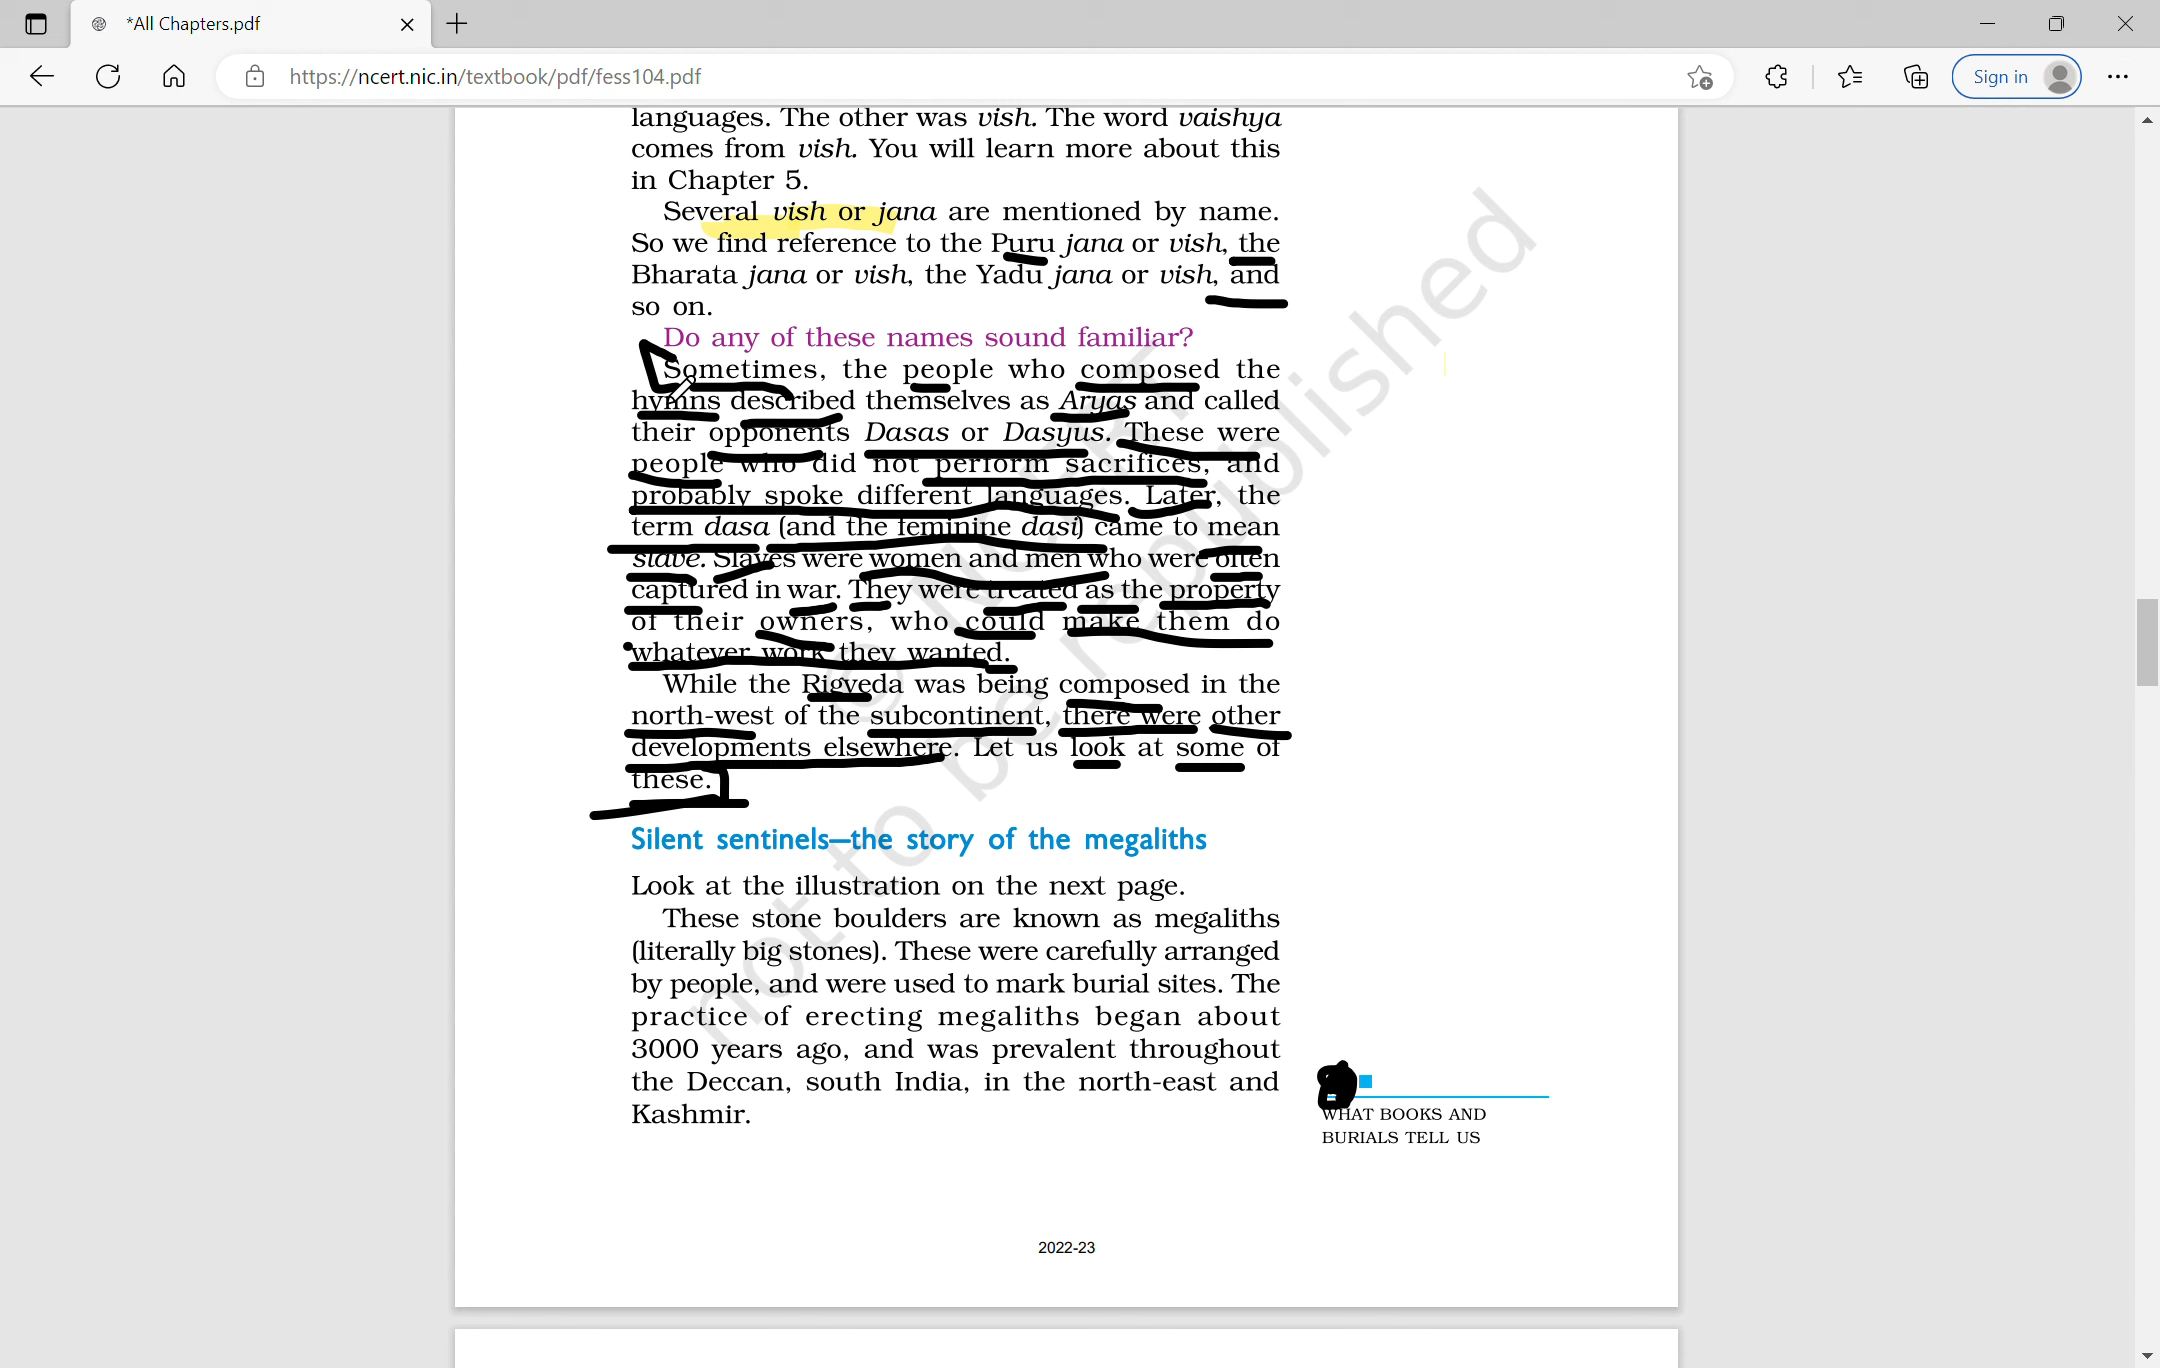 *All Chapters.pdf
https://ncert.nic.in/textbook/pdf/fess104.pdf
Sign in
languages. The other was vish. The word vaishya
comes from vish. You will learn more about this
in Chapter 5.
Several vish or jana are mentioned by name.
So we find reference to the Puru jana or vish, the
Bharata jana or vish, the Yadu jana or vish, and
so on.
Do any of these names sound familiar?
Sometimes, the people who composed the
hymns described themselves as Aryas and called
their opponents Dasas or Dasyus. These were
people who did not perform sacrifices, and
probably spoke different languages. Later, the
term dasa (and the feminine dasi) came to mean
slave. Slaves were women and men who were often
captured in war. They were treated as the property
of their owners, who could make them do
whatever work they wanted.
While the Rigveda was being composed in the
north-west of the subcontinent, there were other
developments elsewhere. Let us look at some of
these.
Silent sentinels—the story of the megaliths
Look at the illustration on the next page.
These stone boulders are known as megaliths
(literally big stones). These were carefully arranged
by people, and were used to mark burial sites. The
practice of erecting megaliths began about
3000 years ago, and was prevalent throughout
the Deccan, south India, in the north-east and
Kashmir.
WHAT BOOKS AND
BURIALS TELL US
2022-23
not to be republished